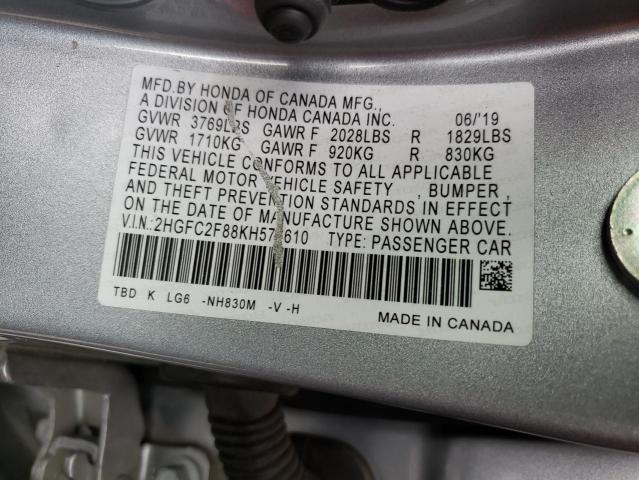 MFD.BY HONDA OF CANADA MFG.,
A DIVISION OF HONDA CANADA INC. 06/'19
GVWR 3769LBS GAWR F 2028LBS R 1829LBS
GVWR 1710KG GAWR F 920KG R 830KG
THIS VEHICLE CONFORMS TO ALL APPLICABLE
FEDERAL MOTOR VEHICLE SAFETY , BUMPER ,
AND THEFT PREVENTION STANDARDS IN EFFECT
ON THE DATE OF MANUFACTURE SHOWN ABOVE.
V.I.N.: TYPE: PASSENGER CAR
TBD K LG6 -NH830M -V -H
MADE IN CANADA